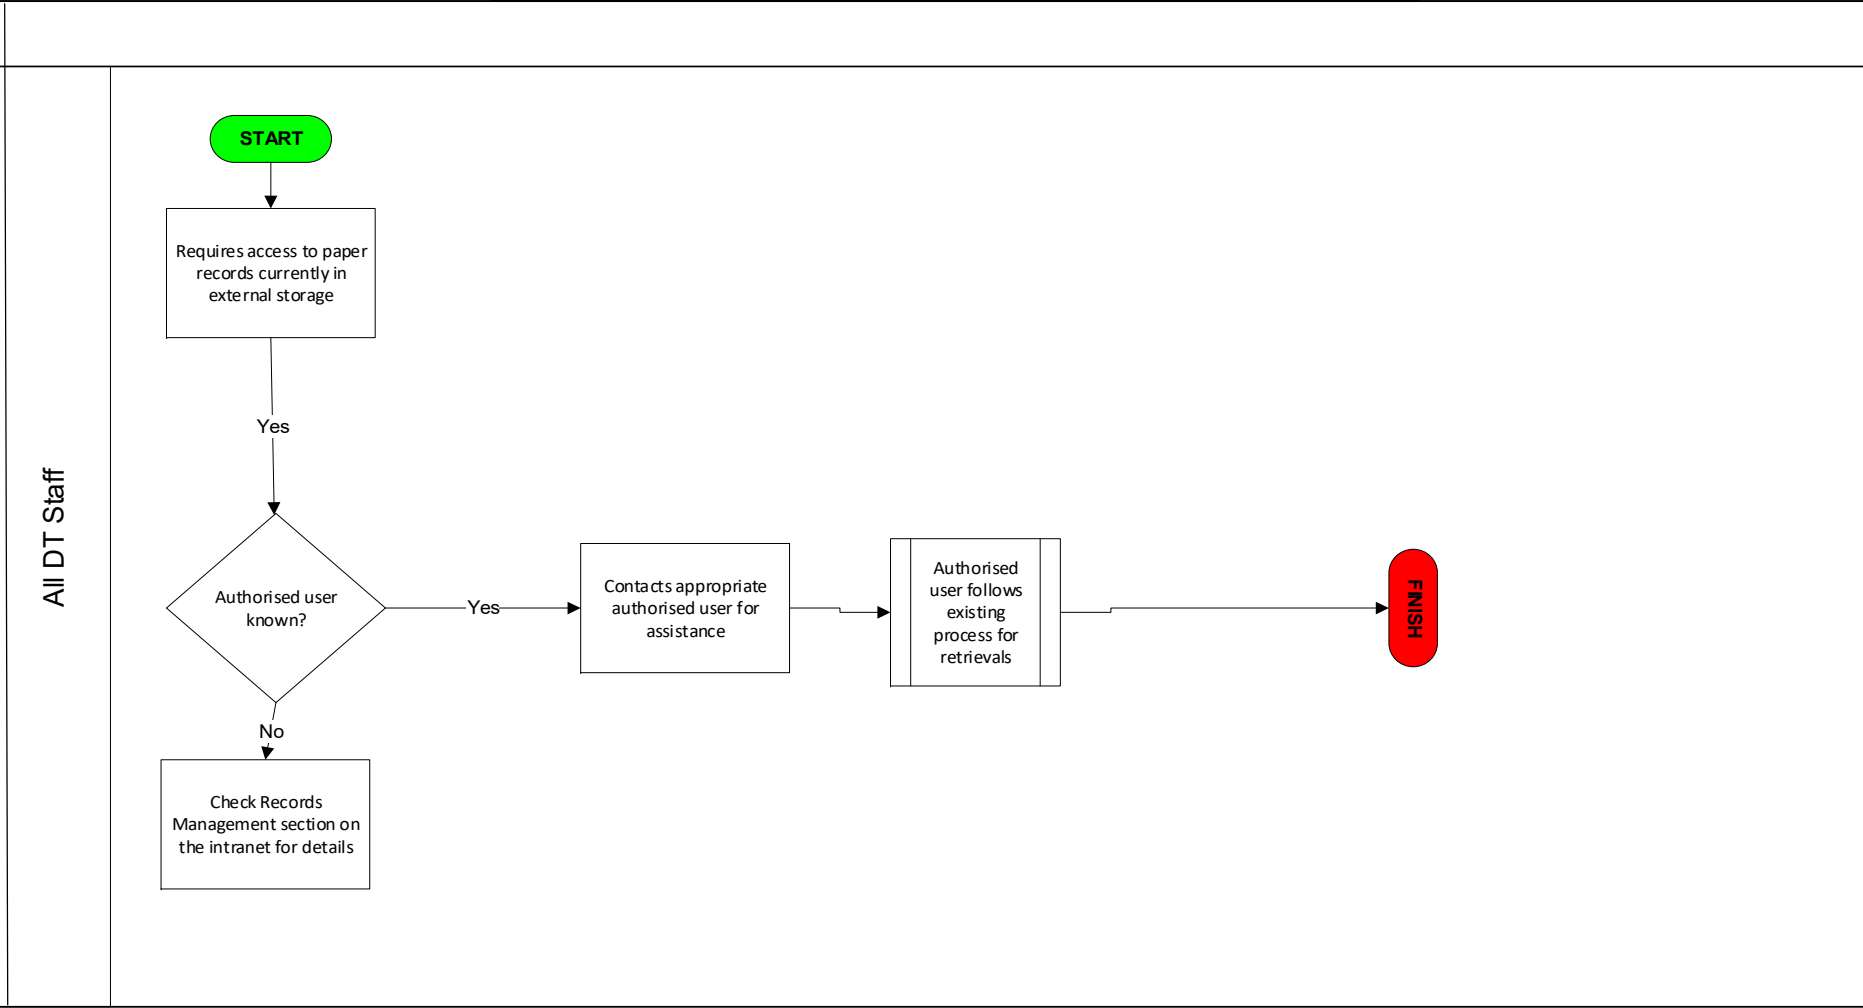 START
Requires access to paper
records currently in
external storage
Yes
All DT Staff
Authorised user
known?
Yes
Contacts appropriate
authorised user for
assistance
Authorised
user follows
existing
process for
retrievals
FINISH
No
Check Records
Management section on
the intranet for details